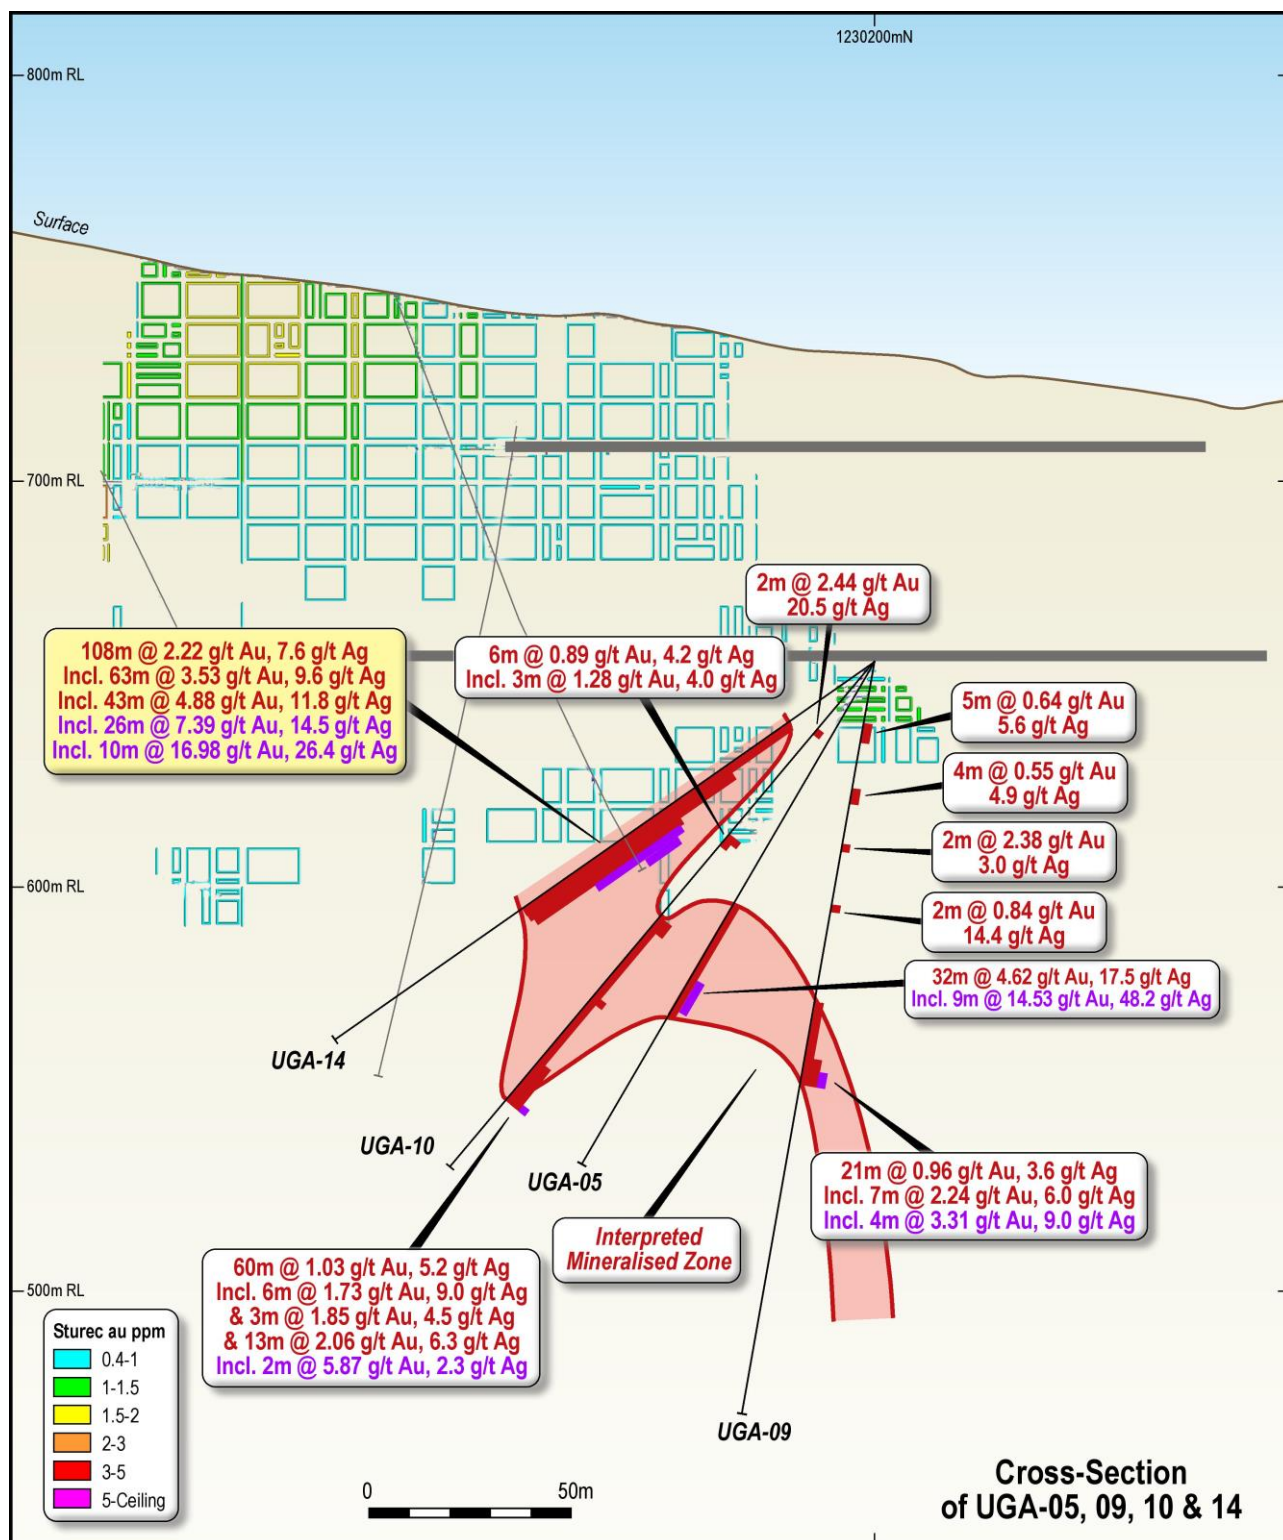 1230200mN
800m RL
Surface
700m RL
2m @ 2.44 g/t Au
20.5 g/t Ag
108m @ 2.22 g/t Au, 7.6 g/t Ag
Incl. 63m @ 3.53 g/t Au, 9.6 g/t Ag
Incl. 43m @ 4.88 g/t Au, 11.8 g/t Ag
Incl. 26m @ 7.39 g/t Au, 14.5 g/t Ag
Incl. 10m @ 16.98 g/t Au, 26.4 g/t Ag
6m @ 0.89 g/t Au, 4.2 g/t Ag
Incl. 3m @ 1.28 g/t Au, 4.0 g/t Ag
5m @ 0.64 g/t Au
5.6 g/t Ag
4m @ 0.55 g/t Au
4.9 g/t Ag
2m @ 2.38 g/t Au
3.0 g/t Ag
600m RL
2m @ 0.84 g/t Au
14.4 g/t Ag
32m @ 4.62 g/t Au, 17.5 g/t Ag
Incl. 9m @ 14.53 g/t Au, 48.2 g/t Ag
UGA-14
UGA-10
UGA-05
21m @ 0.96 g/t Au, 3.6 g/t Ag
Incl. 7m @ 2.24 g/t Au, 6.0 g/t Ag
Incl. 4m @ 3.31 g/t Au, 9.0 g/t Ag
Interpreted
Mineralised Zone
60m @ 1.03 g/t Au, 5.2 g/t Ag
Incl. 6m @ 1.73 g/t Au, 9.0 g/t Ag
& 3m @ 1.85 g/t Au, 4.5 g/t Ag
& 13m @ 2.06 g/t Au, 6.3 g/t Ag
Incl. 2m @ 5.87 g/t Au, 2.3 g/t Ag
500m RL
UGA-09
Sturec au ppm
0.4-1
1-1.5
1.5-2
2-3
3-5
5-Ceiling
0 50m
Cross-Section
of UGA-05, 09, 10 & 14